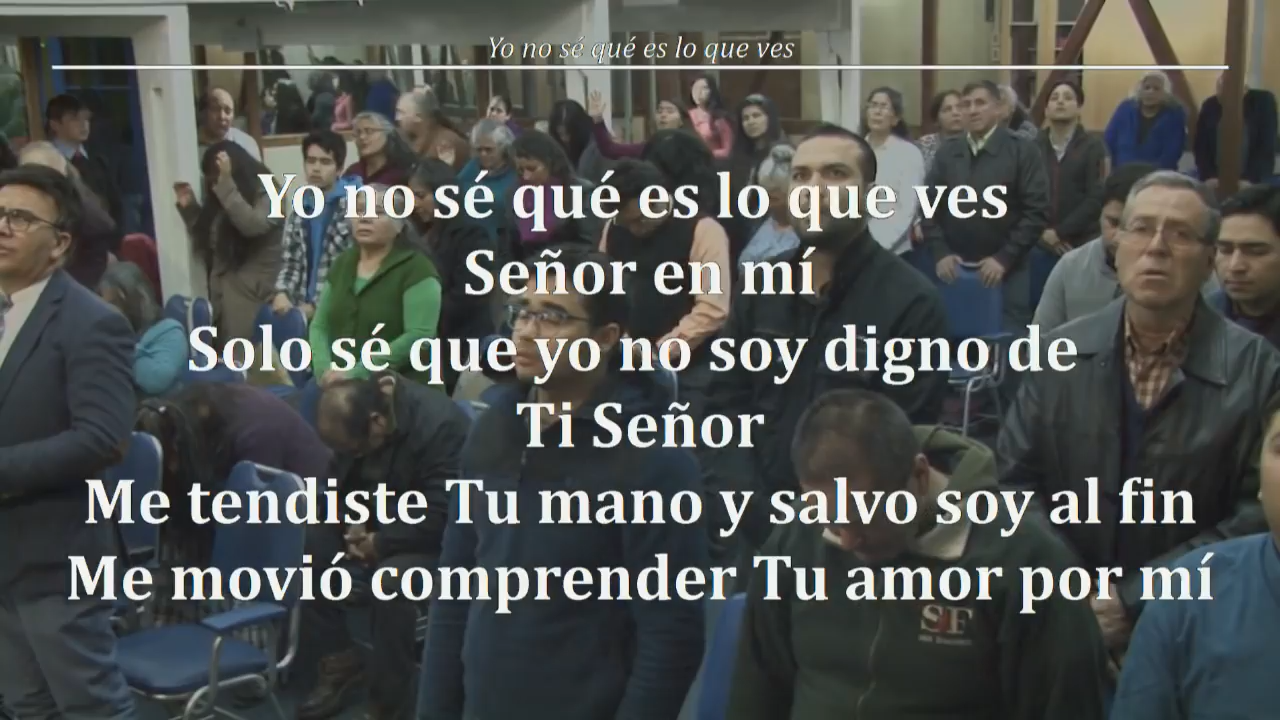 Yo no sé qué es lo que ves
Yo no sé qué es lo que ves
Señor en mí
Solo sé que yo no soy digno de
Ti Señor
Me tendiste Tu mano y salvo soy al fin
Me movió comprender Tu amor por mí
SF